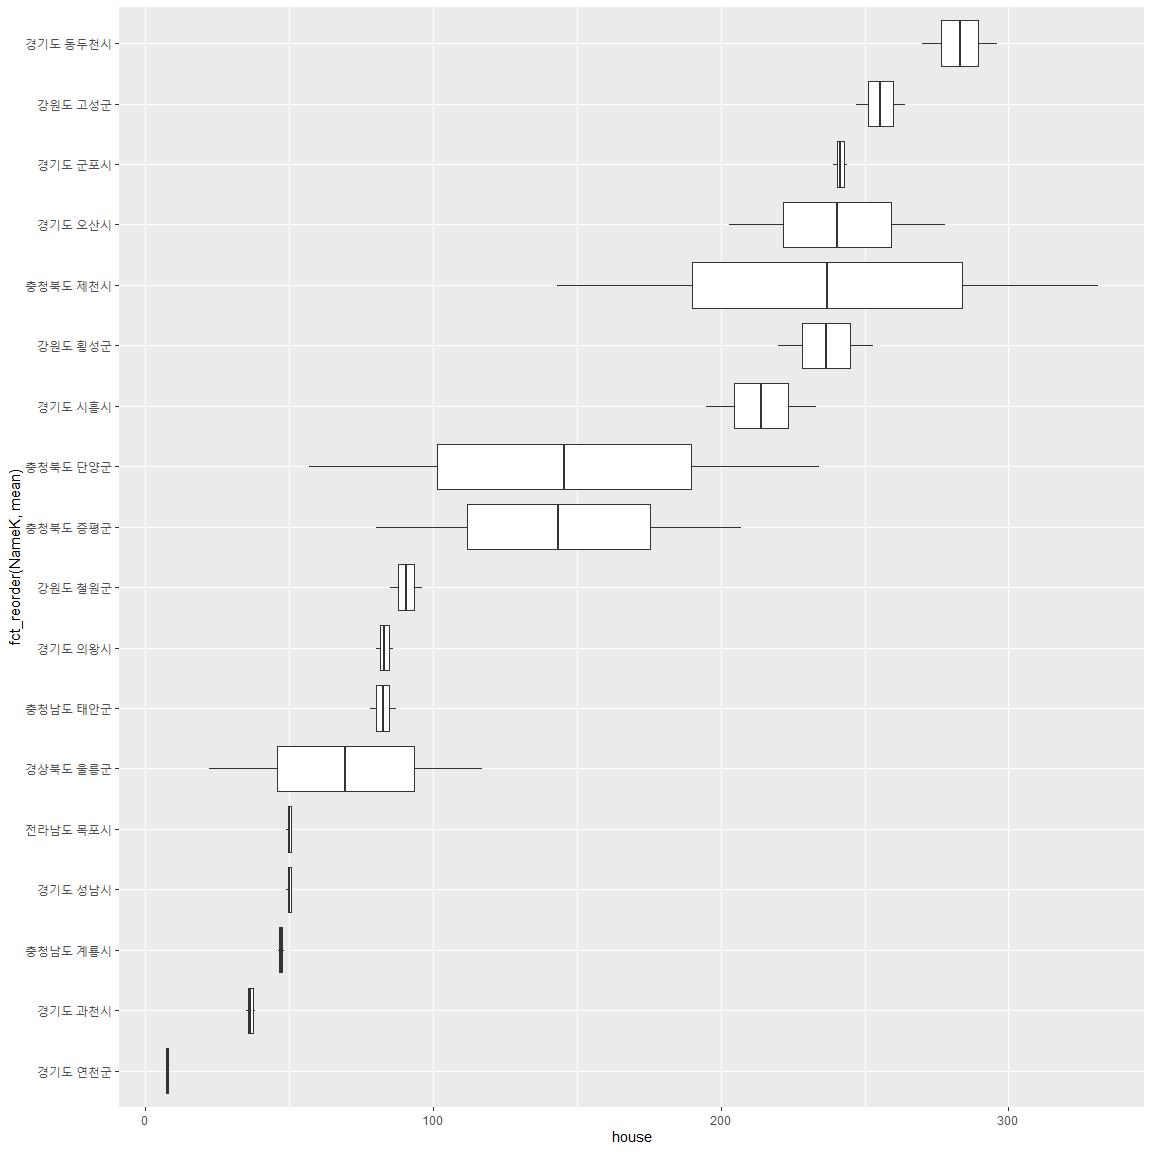 경기도 동두천시
강원도 고성군
경기도 군포시
경기도 오산시
충청북도 제천시
강원도 횡성군
경기도 시흥시
충청북도 단양군
충청북도 증평군
강원도 철원군
경기도 의왕시
충청남도 태안군
경상북도 울릉군
전라남도 목포시
경기도 성남시
충청남도 계룡시
경기도 과천시
경기도 연천군
fct_reorder(NameK, mean)
0 100 200 300
house